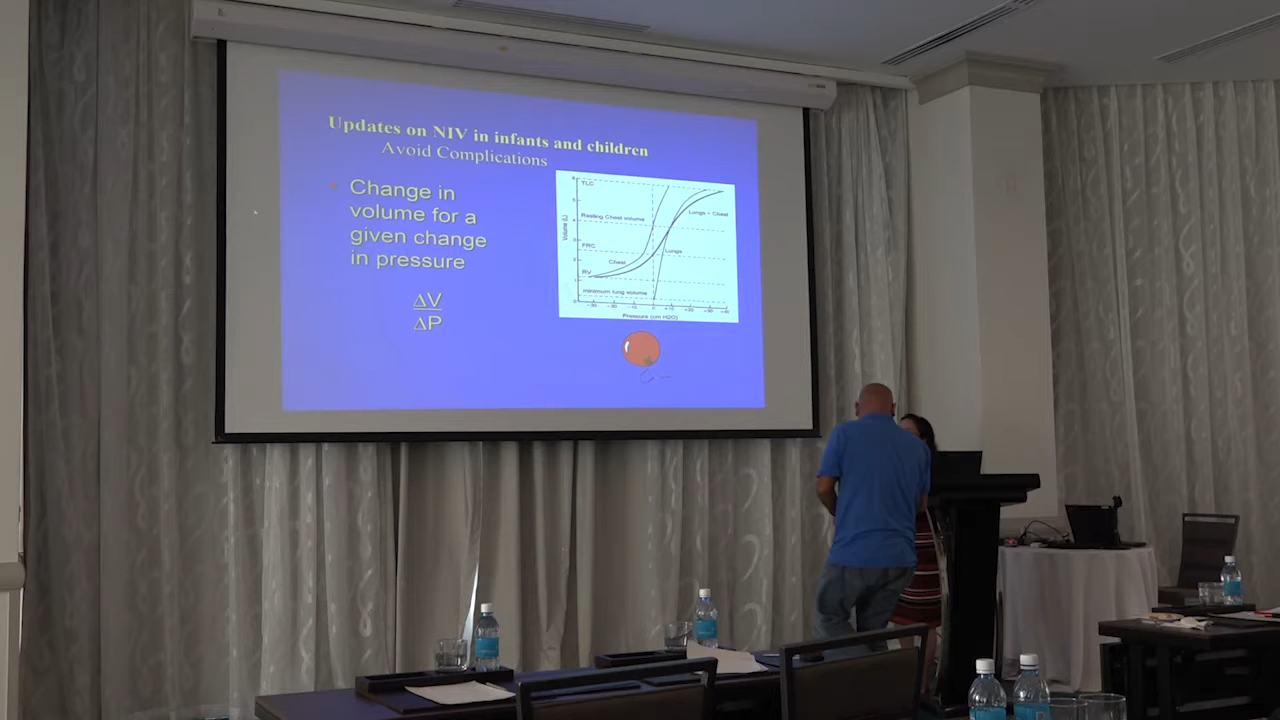 Updates on NIV in infants and children
Avoid Complications
Change in
volume for a
given change
in pressure
ΔV
ΔP
TLC
Resting Chest volume
Lungs + Chest
FRC
Lungs
Chest
RV
minimum lung volume
Volume (L)
Pressure (cm H2O)